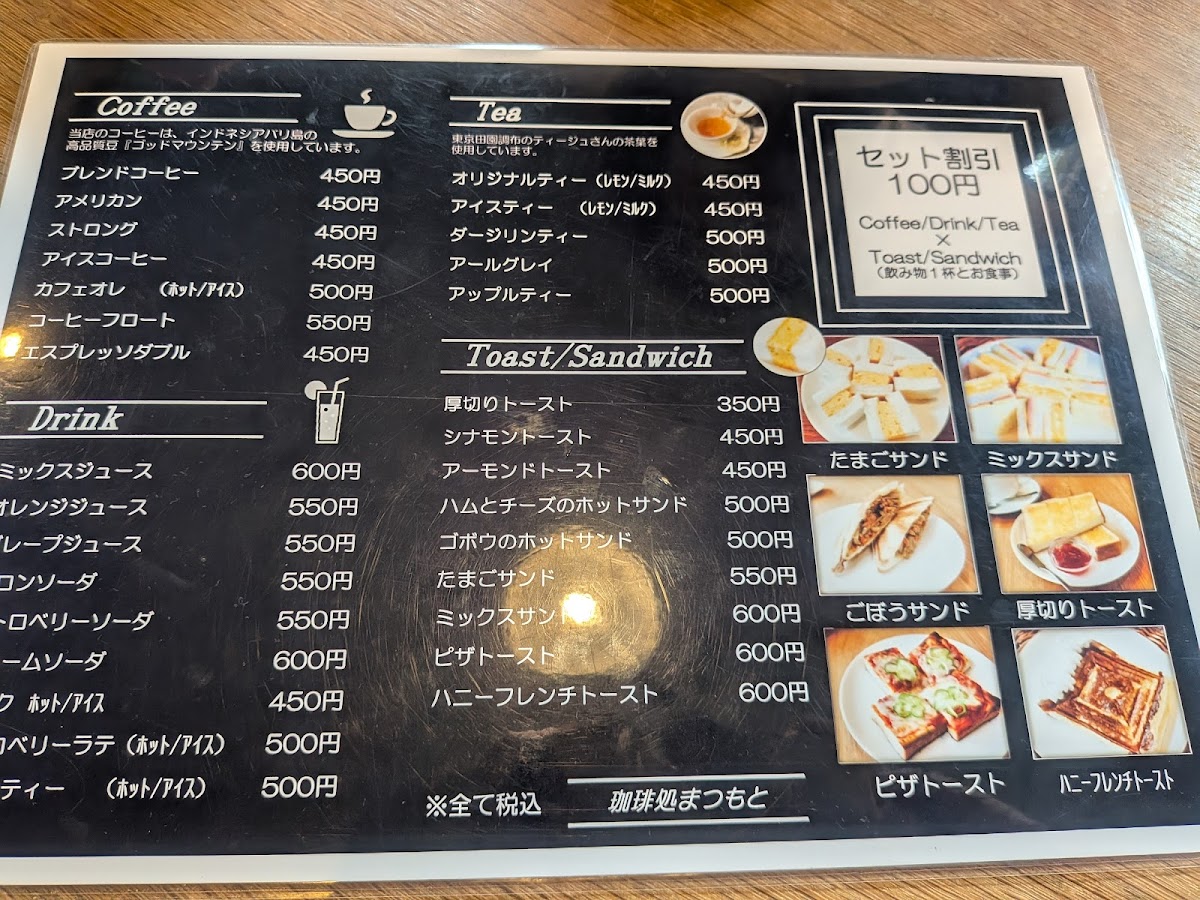 Coffee
当店のコーヒーは、インドネシアバリ島の
高品質豆『ゴッドマウンテン』を使用しています。
ブレンドコーヒー 450円
アメリカン 450円
ストロング 450円
アイスコーヒー 450円
カフェオレ (ホット/アイス) 500円
コーヒーフロート 550円
エスプレッソダブル 450円
Drink
ミックスジュース 600円
オレンジジュース 550円
グレープジュース 550円
ロンソーダ 550円
トロベリーソーダ 550円
ームソーダ 600円
ク ホット/アイス 450円
ロベリーラテ (ホット/アイス) 500円
ティー (ホット/アイス) 500円
Tea
東京田園調布のティージュさんの茶葉を
使用しています。
オリジナルティー (レモン/ミルク) 450円
アイスティー (レモン/ミルク) 450円
ダージリンティー 500円
アールグレイ 500円
アップルティー 500円
Toast/Sandwich
厚切りトースト 350円
シナモントースト 450円
アーモンドトースト 450円
ハムとチーズのホットサンド 500円
ゴボウのホットサンド 500円
たまごサンド 550円
ミックスサン 600円
ピザトースト 600円
ハニーフレンチトースト 600円
※全て税込
珈琲処まつもと
セット割引
100円
Coffee/Drink/Tea
×
Toast/Sandwich
(飲み物1杯とお食事)
たまごサンド ミックスサンド
ごぼうサンド 厚切りトースト
ピザトースト ハニーフレンチトースト